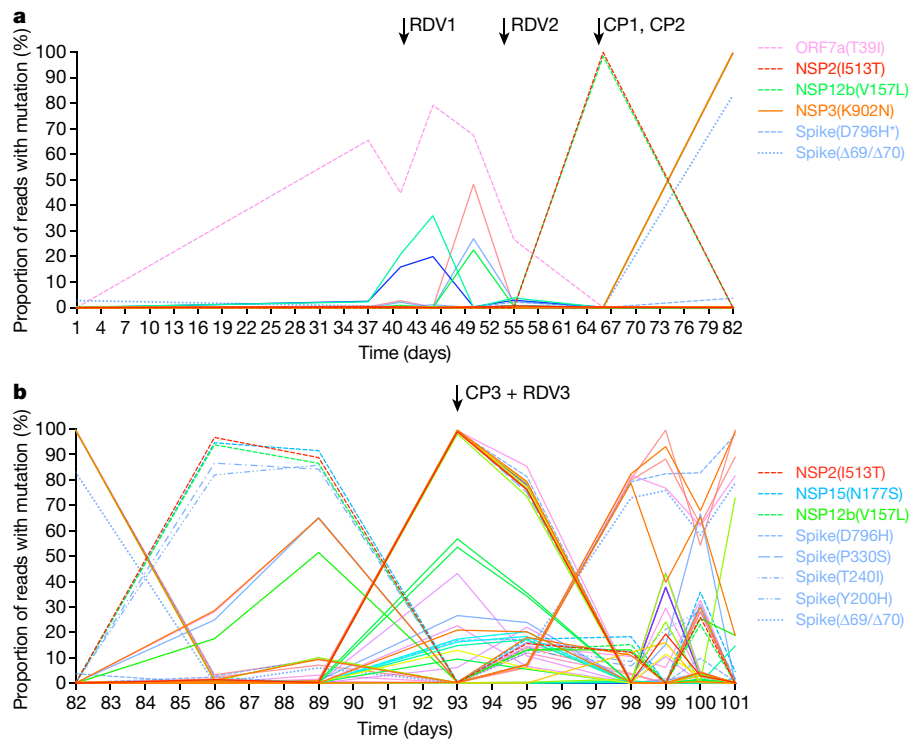 a
RDV1 RDV2 CP1, CP2
Proportion of reads with mutation (%)
100
90
80
70
60
50
40
30
20
10
0
1 4 7 10 13 16 19 22 25 28 31 34 37 40 43 46 49 52 55 58 61 64 67 70 73 76 79 82
Time (days)
ORF7a(T39I)
NSP2(I513T)
NSP12b(V157L)
NSP3(K902N)
Spike(D796H*)
Spike(Δ69/Δ70)
b
CP3 + RDV3
Proportion of reads with mutation (%)
100
90
80
70
60
50
40
30
20
10
0
82 83 84 85 86 87 88 89 90 91 92 93 94 95 96 97 98 99 100 101
Time (days)
NSP2(I513T)
NSP15(N177S)
NSP12b(V157L)
Spike(D796H)
Spike(P330S)
Spike(T240I)
Spike(Y200H)
Spike(Δ69/Δ70)